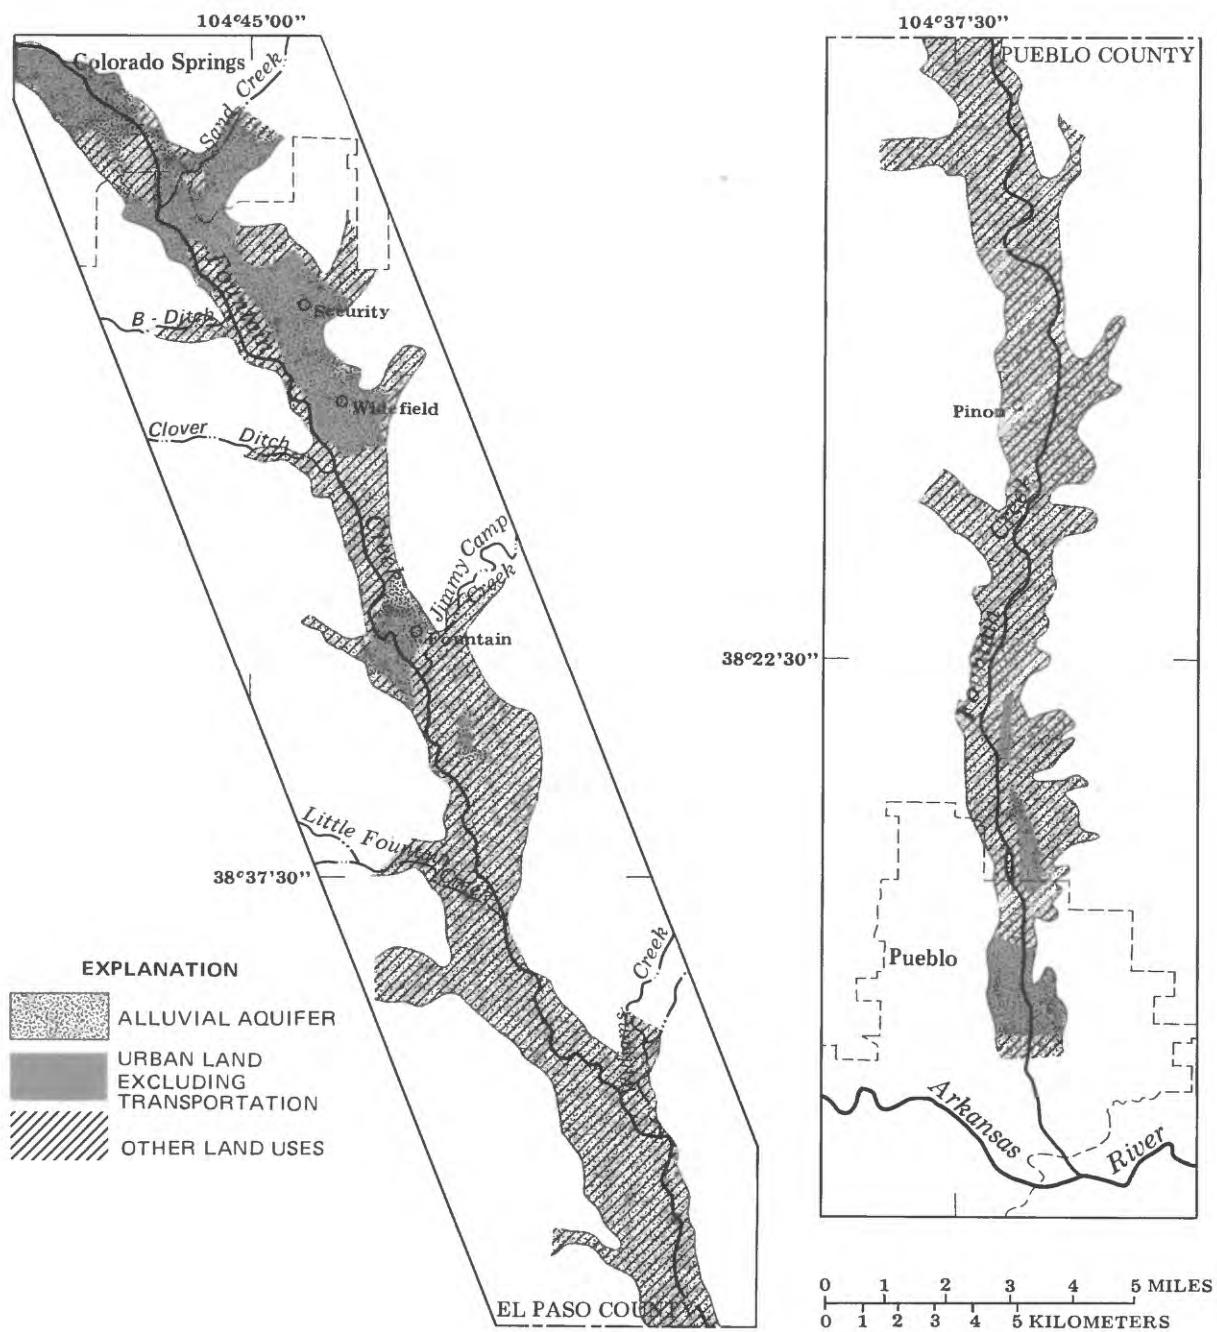 104°45'00"
Colorado Springs
Sand Creek
Fountain
Security
B - Ditch
Widefield
Clover Ditch
Creek
Jimmy Camp
Creek
Fountain
Little Fountain
Creek
38°37'30"
Creek
EXPLANATION
ALLUVIAL AQUIFER
URBAN LAND
EXCLUDING
TRANSPORTATION
OTHER LAND USES
EL PASO COUNTY
104°37'30"
PUEBLO COUNTY
Pinon
Creek
Fountain
38°22'30"
Pueblo
Arkansas
River
0 1 2 3 4 5 MILES
0 1 2 3 4 5 KILOMETERS